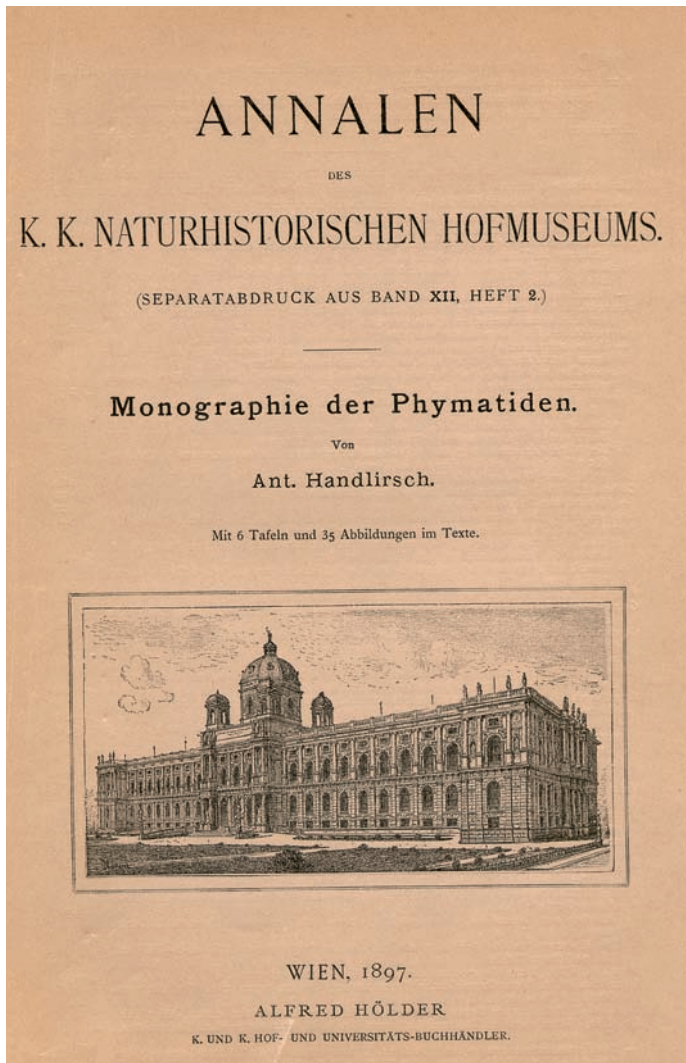 ANNALEN
DES
K. K. NATURHISTORISCHEN HOFMUSEUMS.
(SEPARATABDRUCK AUS BAND XII, HEFT 2.)
Monographie der Phymatiden.
Von
Ant. Handlirsch.
Mit 6 Tafeln und 35 Abbildungen im Texte.
WIEN, 1897.
ALFRED HÖLDER
K. UND K. HOF- UND UNIVERSITÄTS-BUCHHÄNDLER.